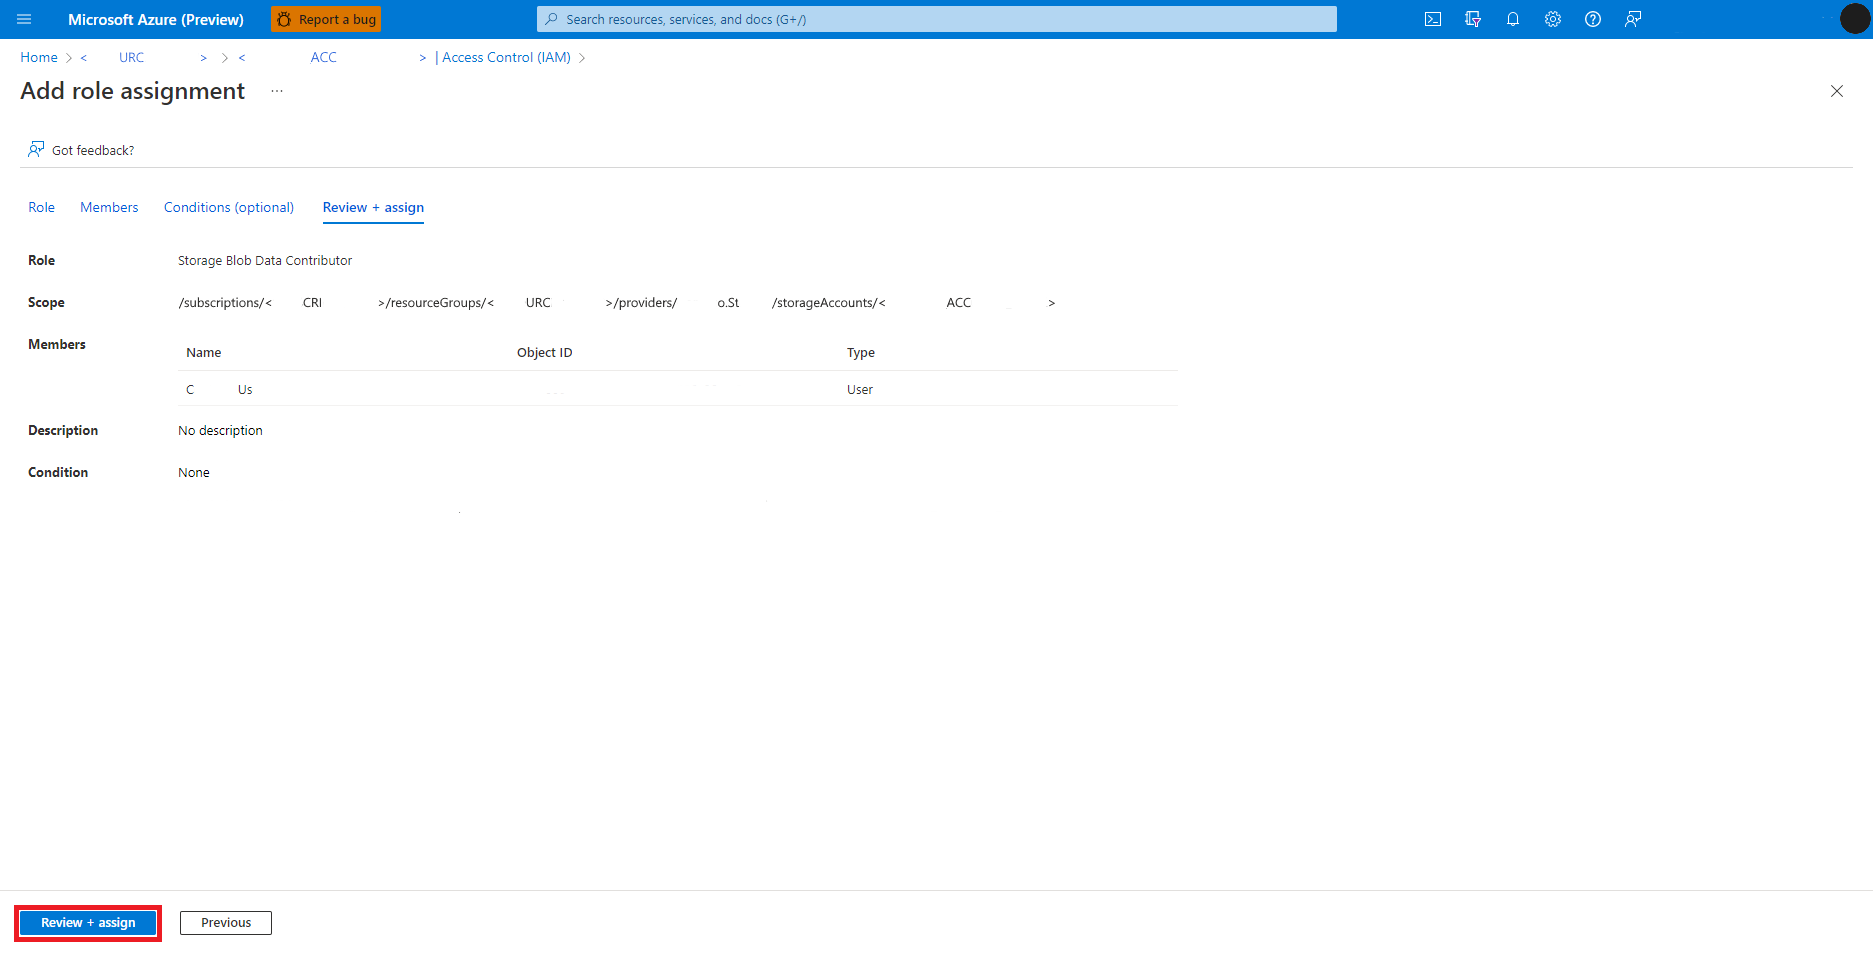 Microsoft Azure (Preview) Report a bug Search resources, services, and docs (G+/)
Home > < URC > > < ACC > | Access Control (IAM) >
Add role assignment ...
Got feedback?
Role Members Conditions (optional) Review + assign
Role Storage Blob Data Contributor
Scope /subscriptions/< CRI >/resourceGroups/< URC >/providers/ o.St /storageAccounts/< ACC >
Members
Name Object ID Type
C Us User
Description No description
Condition None
Review + assign Previous